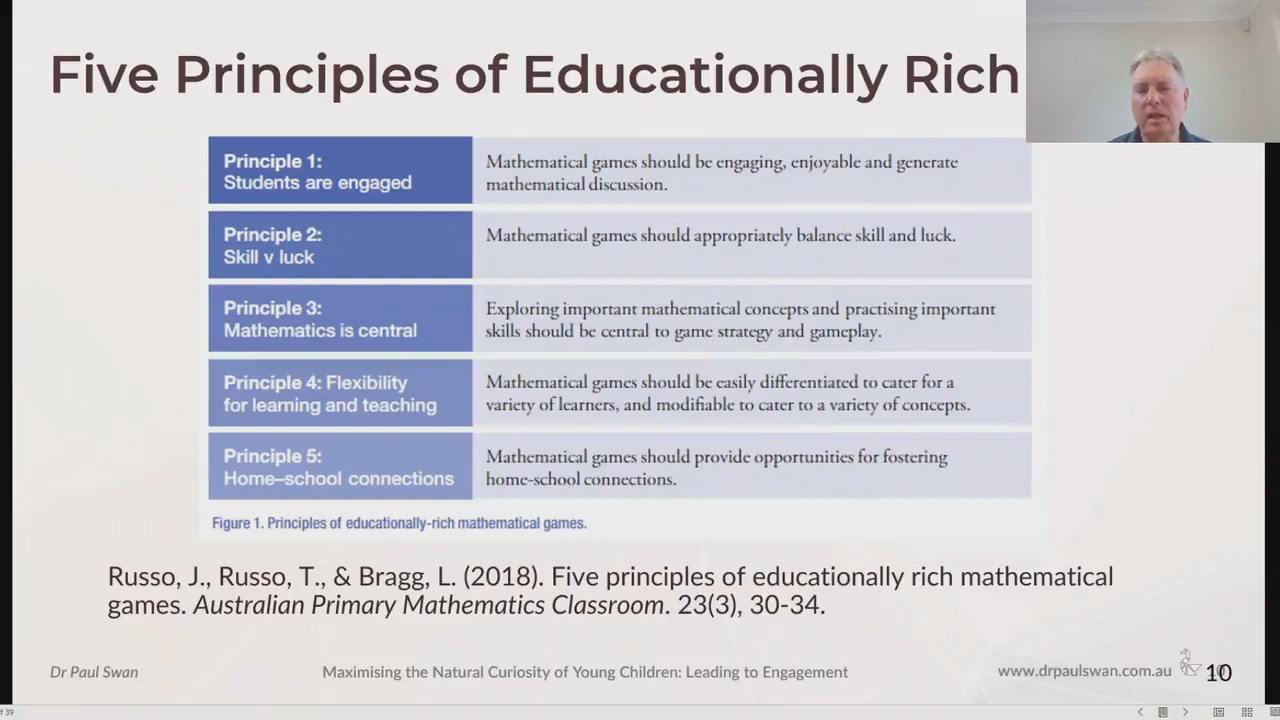 Five Principles of Educationally Rich
Principle 1:
Students are engaged
Mathematical games should be engaging, enjoyable and generate
mathematical discussion.
Principle 2:
Skill v luck
Mathematical games should appropriately balance skill and luck.
Principle 3:
Mathematics is central
Exploring important mathematical concepts and practising important
skills should be central to game strategy and gameplay.
Principle 4: Flexibility
for learning and teaching
Mathematical games should be easily differentiated to cater for a
variety of learners, and modifiable to cater to a variety of concepts.
Principle 5:
Home–school connections
Mathematical games should provide opportunities for fostering
home-school connections.
Figure 1. Principles of educationally-rich mathematical games.
Russo, J., Russo, T., & Bragg, L. (2018). Five principles of educationally rich mathematical
games. Australian Primary Mathematics Classroom. 23(3), 30-34.
Dr Paul Swan
Maximising the Natural Curiosity of Young Children: Leading to Engagement
www.drpaulswan.com.au
10
of 39